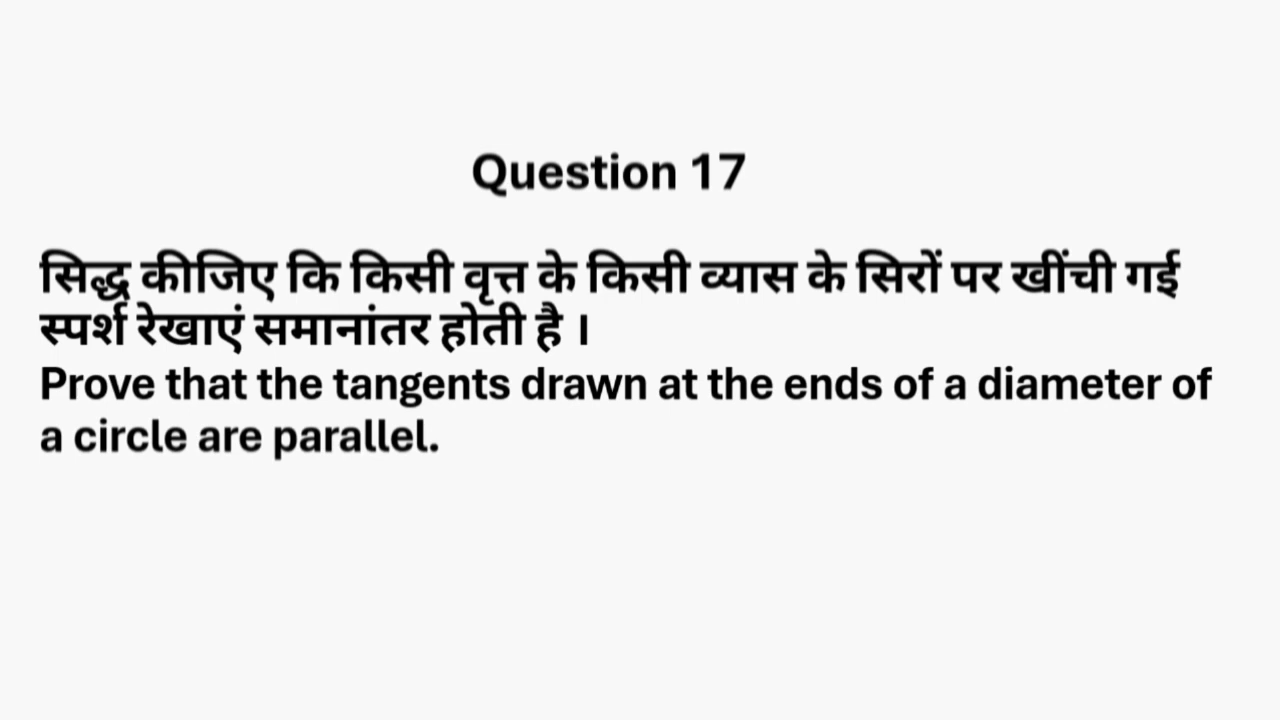 Question 17
सिद्ध कीजिए कि किसी वृत्त के किसी व्यास के सिरों पर खींची गई
स्पर्श रेखाएं समानांतर होती है ।
Prove that the tangents drawn at the ends of a diameter of
a circle are parallel.